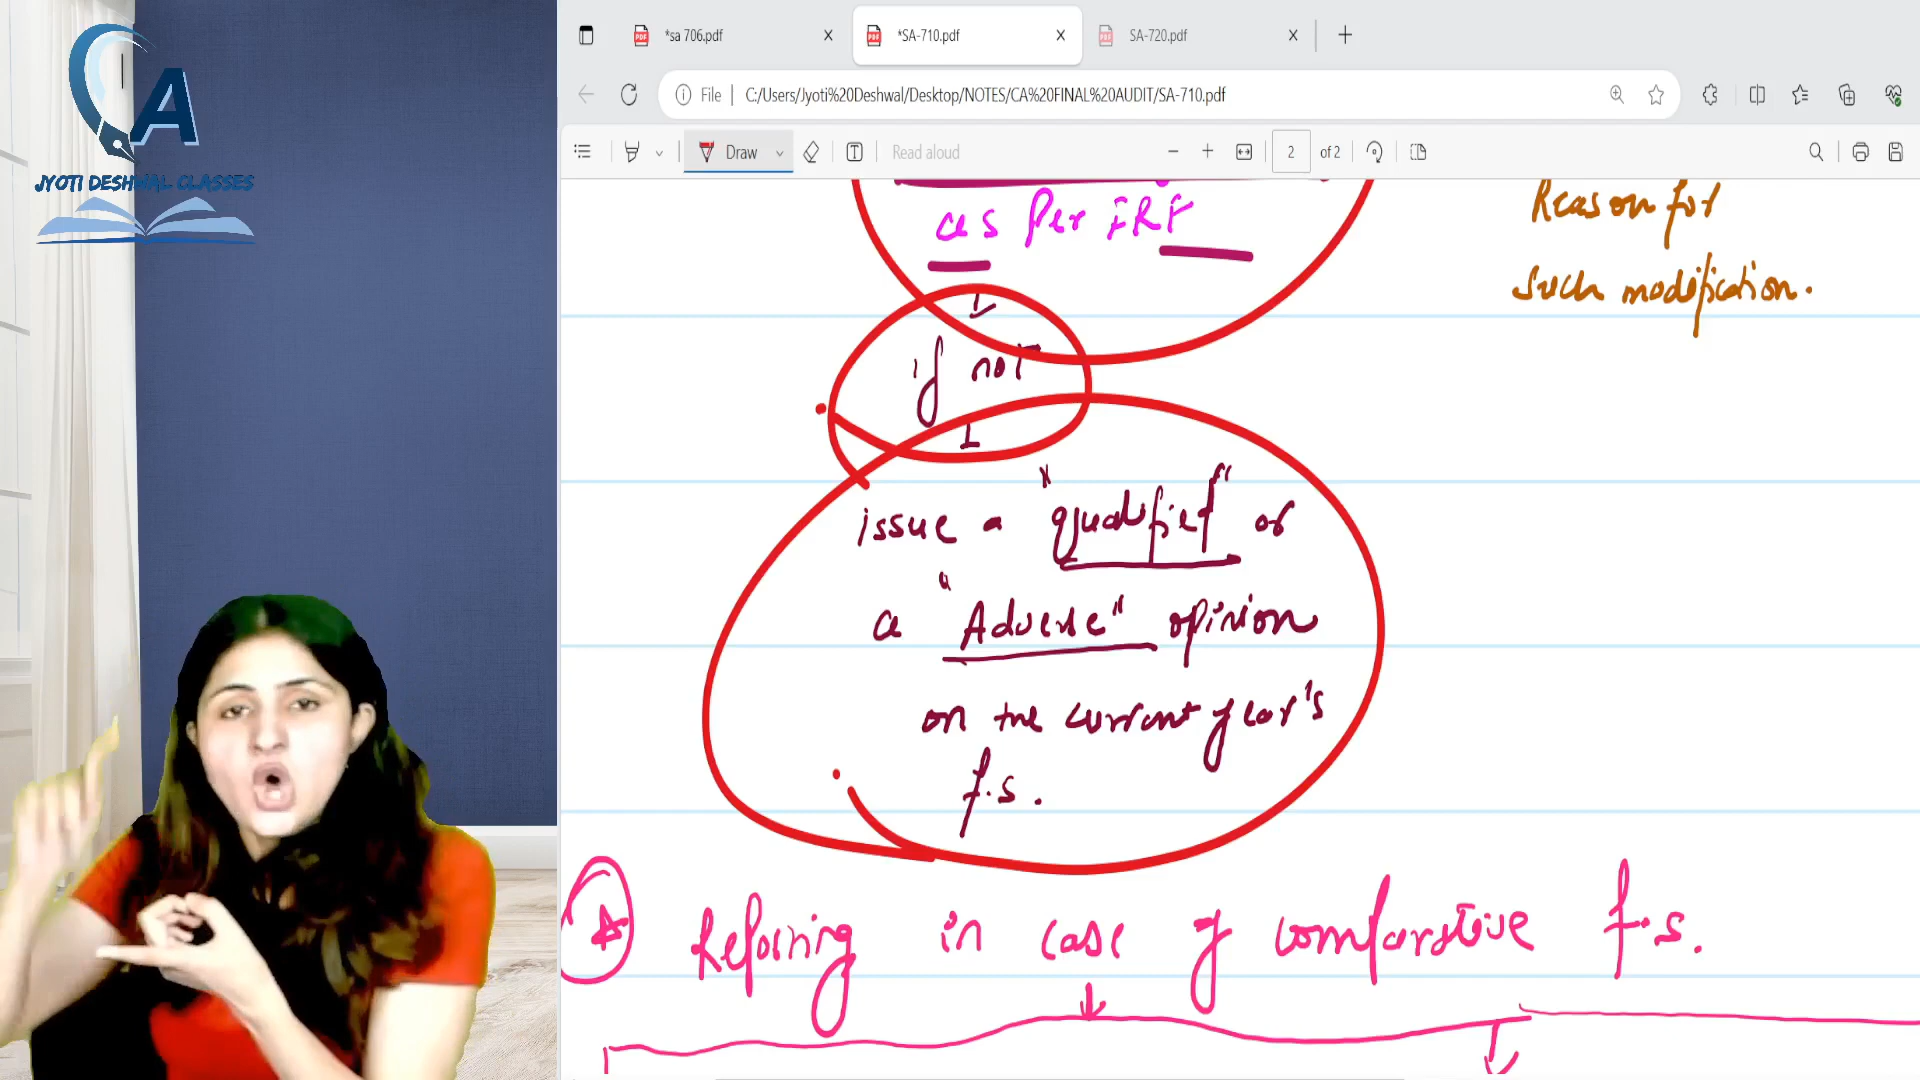 A
JYOTI DESHWAL CLASSES
*sa 706.pdf
*SA-710.pdf
SA-720.pdf
File
C:/Users/Jyoti%20Deshwal/Desktop/NOTES/CA%20FINAL%20AUDIT/SA-710.pdf
Draw
Read aloud
2 of 2
as Per FRF
Reason for
such modification.
if not
issue a "qualified" or
a "Adverse" opinion
on the current year's
f.s.
in case of comparative f.s.